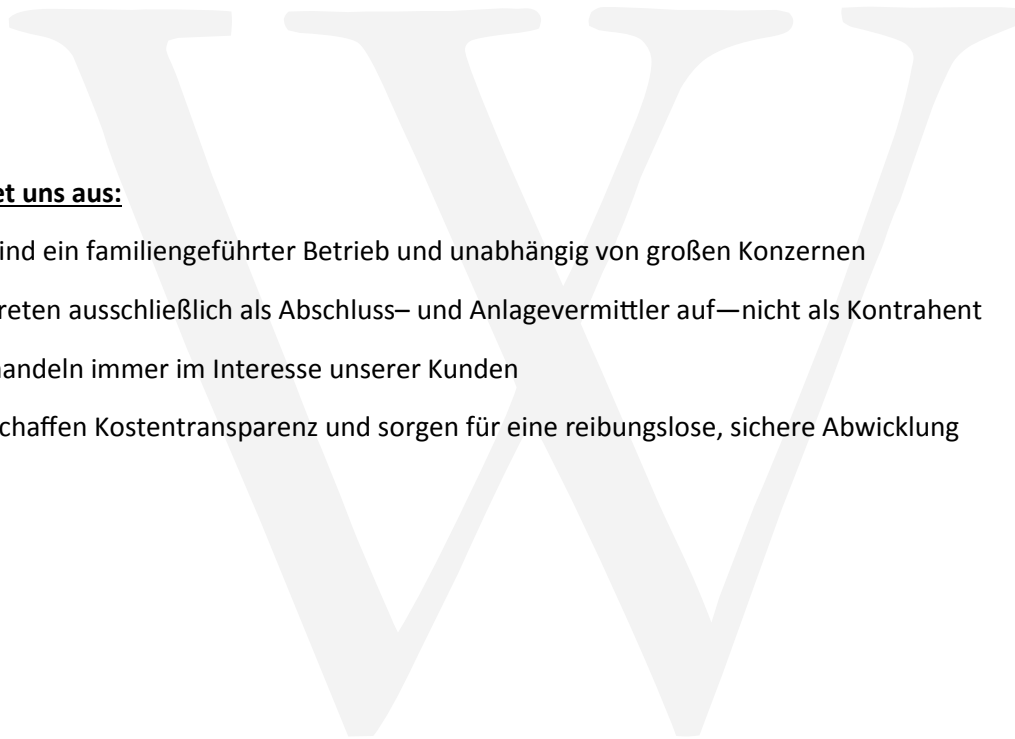 et uns aus:
ind ein familiengeführter Betrieb und unabhängig von großen Konzernen
reten ausschließlich als Abschluss– und Anlagevermittler auf—nicht als Kontrahent
handeln immer im Interesse unserer Kunden
chaffen Kostentransparenz und sorgen für eine reibungslose, sichere Abwicklung